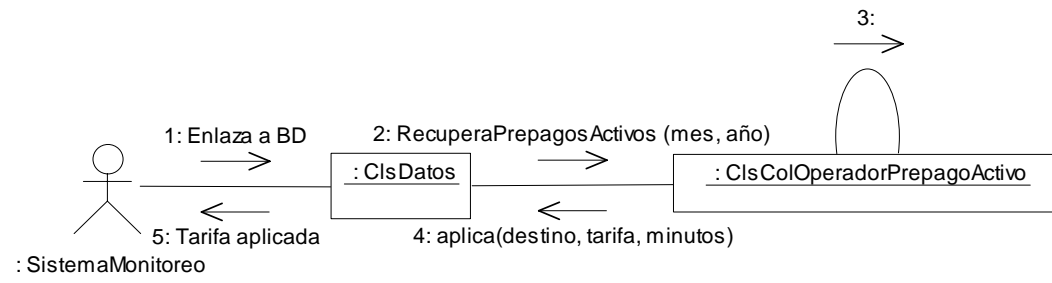 3:
1: Enlaza a BD
2: RecuperaPrepagosActivos (mes, año)
: ClsDatos
: ClsColOperadorPrepagoActivo
5: Tarifa aplicada
4: aplica(destino, tarifa, minutos)
: SistemaMonitoreo